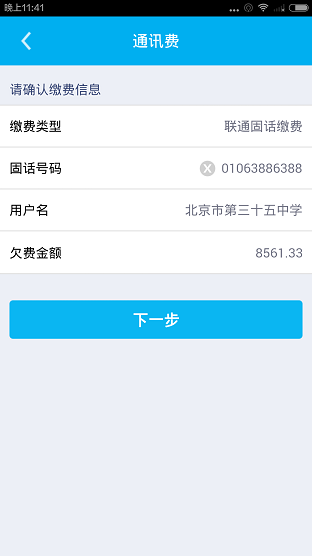 晚上11:41
通讯费
请确认缴费信息
缴费类型 联通固话缴费
固话号码 01063886388
用户名 北京市第三十五中学
欠费金额 8561.33
下一步